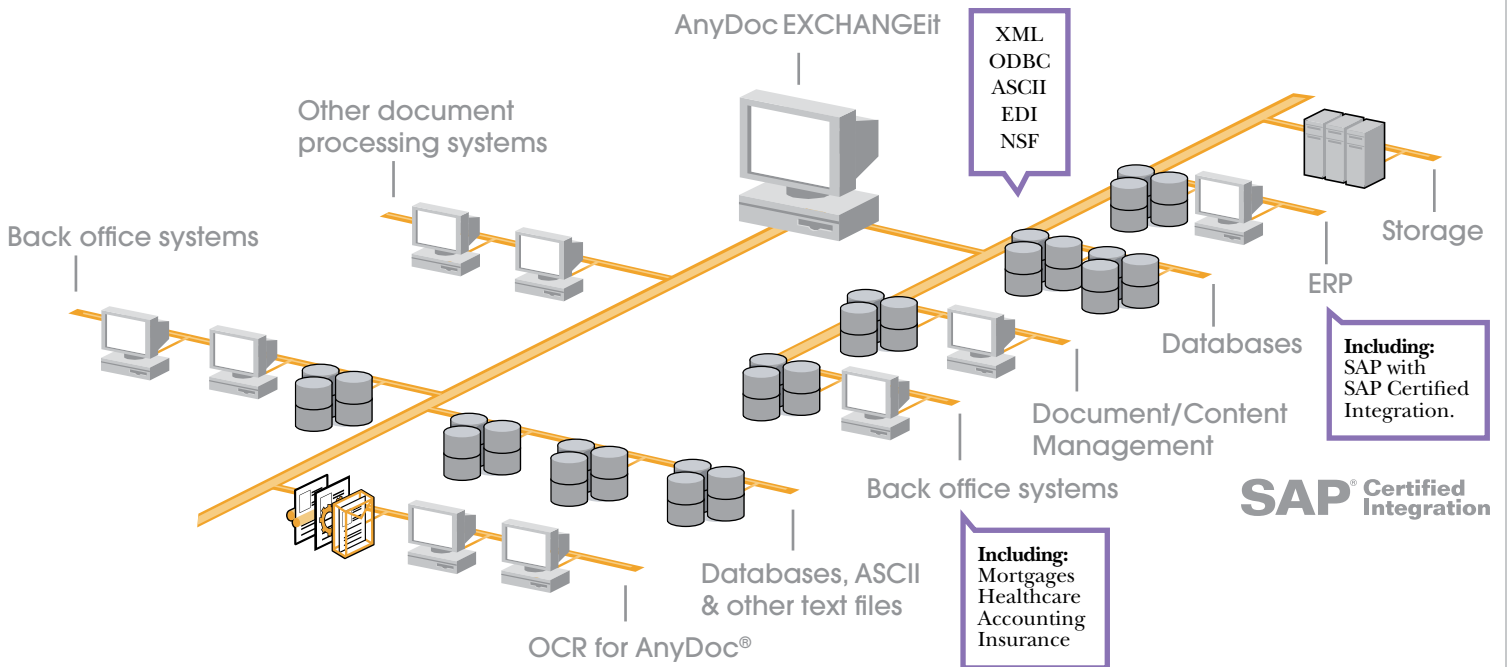 AnyDoc EXCHANGEit
XML
ODBC
ASCII
EDI
NSF
Other document
processing systems
Back office systems
Storage
ERP
Databases
Including:
SAP with
SAP Certified
Integration.
Document/Content
Management
Back office systems
SAP® Certified
Integration
Including:
Mortgages
Healthcare
Accounting
Insurance
Databases, ASCII
& other text files
OCR for AnyDoc®